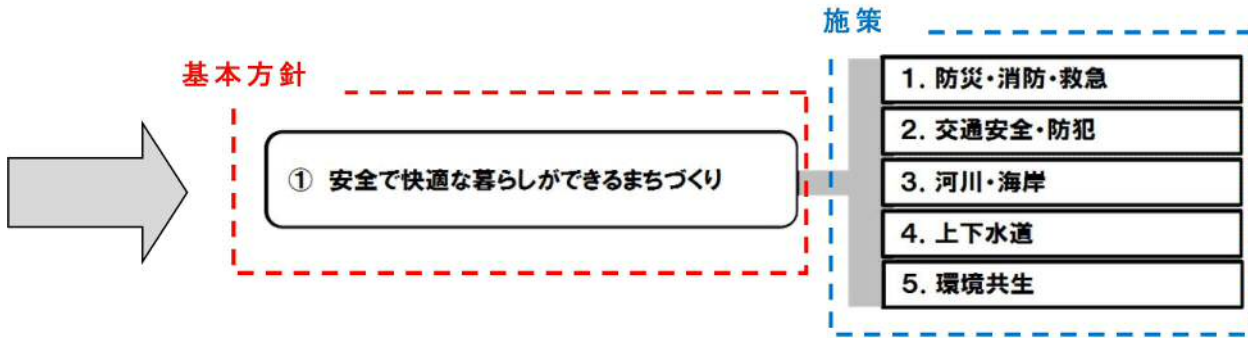 施策
基本方針
① 安全で快適な暮らしができるまちづくり
1. 防災・消防・救急
2. 交通安全・防犯
3. 河川・海岸
4. 上下水道
5. 環境共生